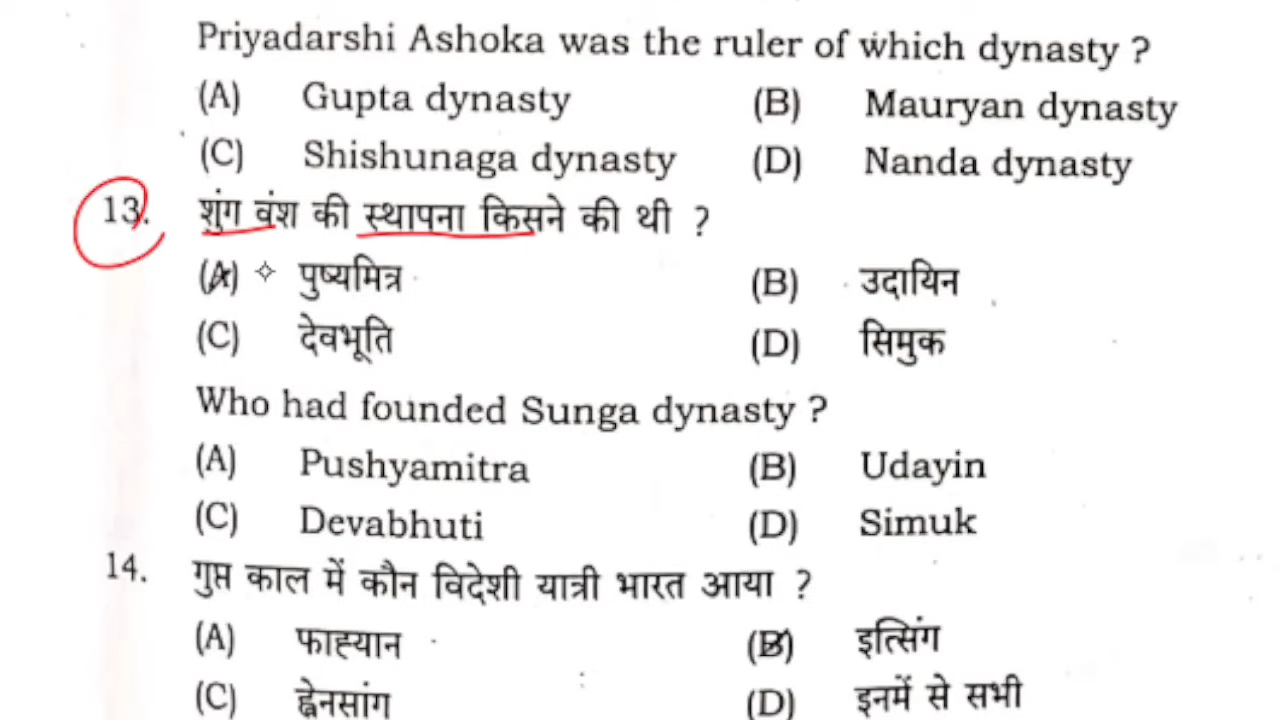 Priyadarshi Ashoka was the ruler of which dynasty ?
(A) Gupta dynasty (B) Mauryan dynasty
(C) Shishunaga dynasty (D) Nanda dynasty
13. शुंग वंश की स्थापना किसने की थी ?
(A) पुष्यमित्र (B) उदायिन
(C) देवभूति (D) सिमुक
Who had founded Sunga dynasty ?
(A) Pushyamitra (B) Udayin
(C) Devabhuti (D) Simuk
14. गुप्त काल में कौन विदेशी यात्री भारत आया ?
(A) फाह्यान (B) इत्सिंग
(C) ह्वेनसांग (D) इनमें से सभी